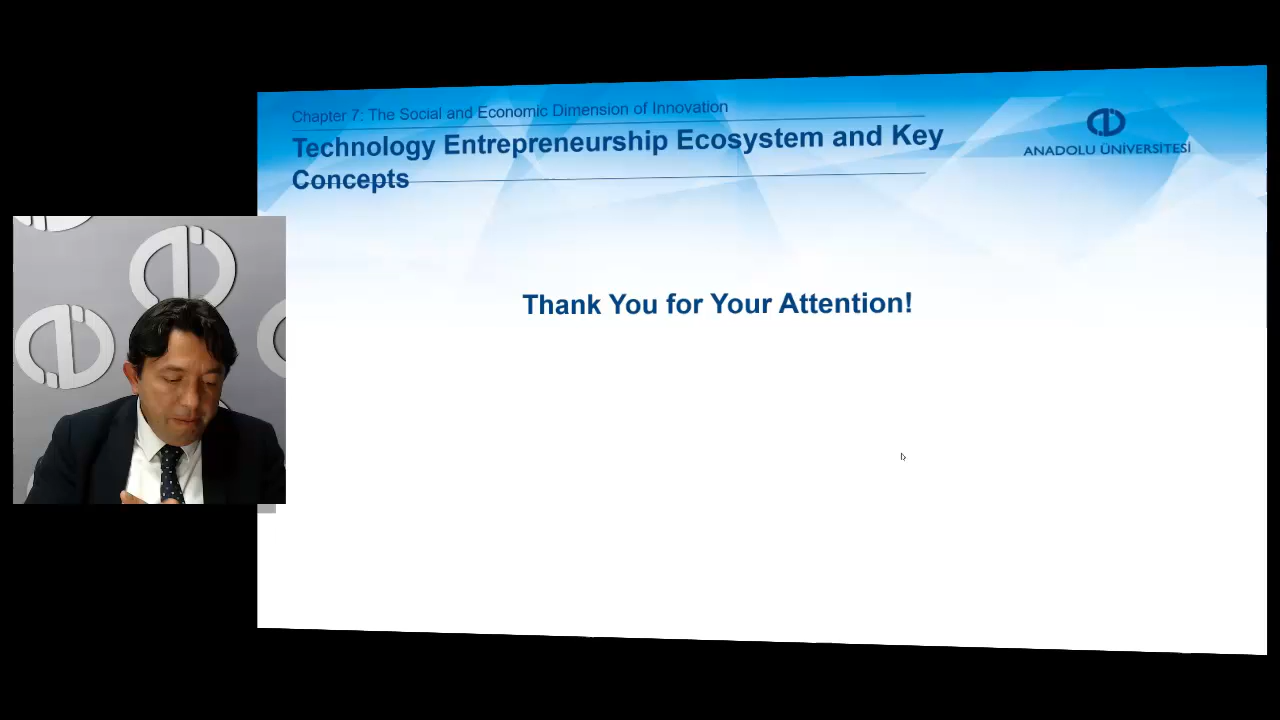 Chapter 7: The Social and Economic Dimension of Innovation
Technology Entrepreneurship Ecosystem and Key
Concepts
ANADOLU ÜNİVERSİTESİ
Thank You for Your Attention!